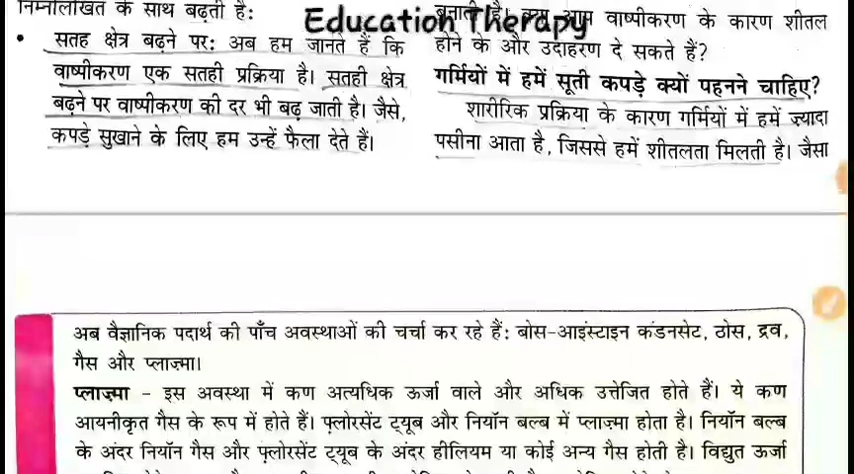 निम्नलिखित के साथ बढ़ती है:
• सतह क्षेत्र बढ़ने पर: अब हम जानते हैं कि
वाष्पीकरण एक सतही प्रक्रिया है। सतही क्षेत्र
बढ़ने पर वाष्पीकरण की दर भी बढ़ जाती है। जैसे,
कपड़े सुखाने के लिए हम उन्हें फैला देते हैं।
Education Therapy
बनाती है। क्या आप वाष्पीकरण के कारण शीतल
होने के और उदाहरण दे सकते हैं?
गर्मियों में हमें सूती कपड़े क्यों पहनने चाहिए?
शारीरिक प्रक्रिया के कारण गर्मियों में हमें ज़्यादा
पसीना आता है, जिससे हमें शीतलता मिलती है। जैसा
अब वैज्ञानिक पदार्थ की पाँच अवस्थाओं की चर्चा कर रहे हैं: बोस-आइंस्टाइन कंडनसेट, ठोस, द्रव,
गैस और प्लाज़्मा।
प्लाज़्मा - इस अवस्था में कण अत्यधिक ऊर्जा वाले और अधिक उत्तेजित होते हैं। ये कण
आयनीकृत गैस के रूप में होते हैं। फ़्लोरसेंट ट्यूब और नियॉन बल्ब में प्लाज़्मा होता है। नियॉन बल्ब
के अंदर नियॉन गैस और फ़्लोरसेंट ट्यूब के अंदर हीलियम या कोई अन्य गैस होती है। विद्युत ऊर्जा